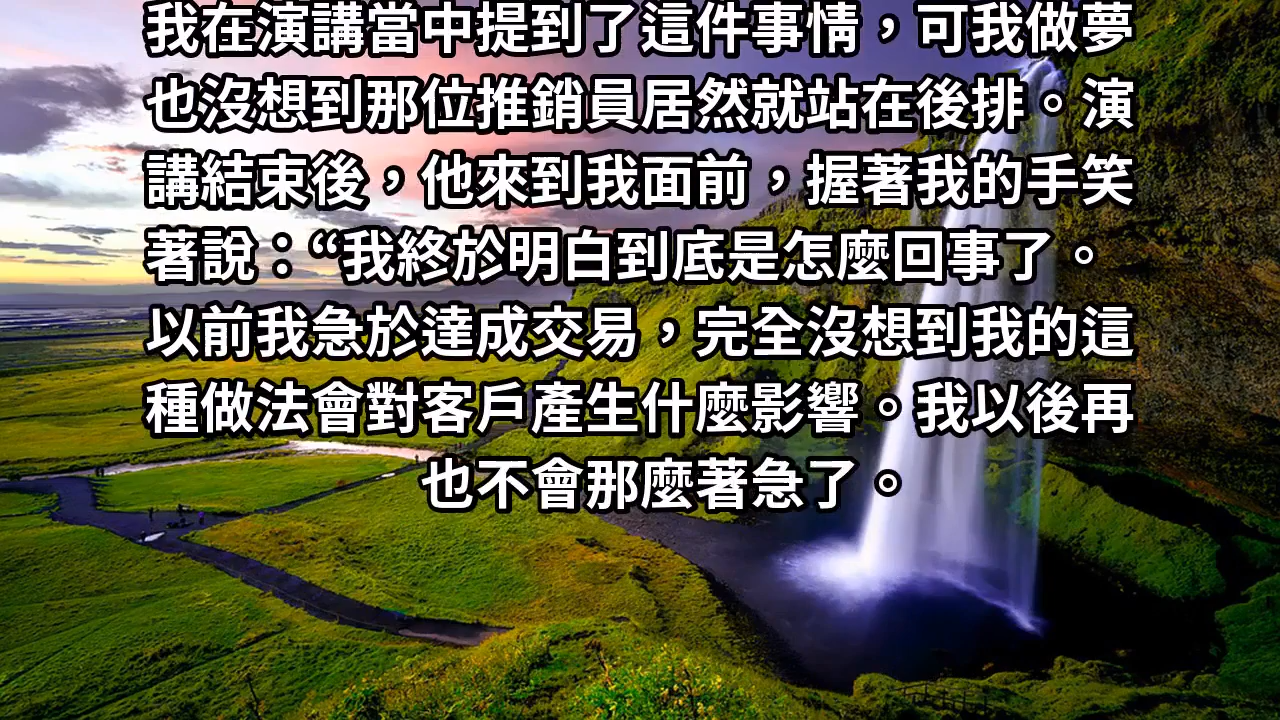 我在演講當中提到了這件事情，可我做夢
也沒想到那位推銷員居然就站在後排。演
講結束後，他來到我面前，握著我的手笑
著說：“我終於明白到底是怎麼回事了。
以前我急於達成交易，完全沒想到我的這
種做法會對客戶產生什麼影響。我以後再
也不會那麼著急了。